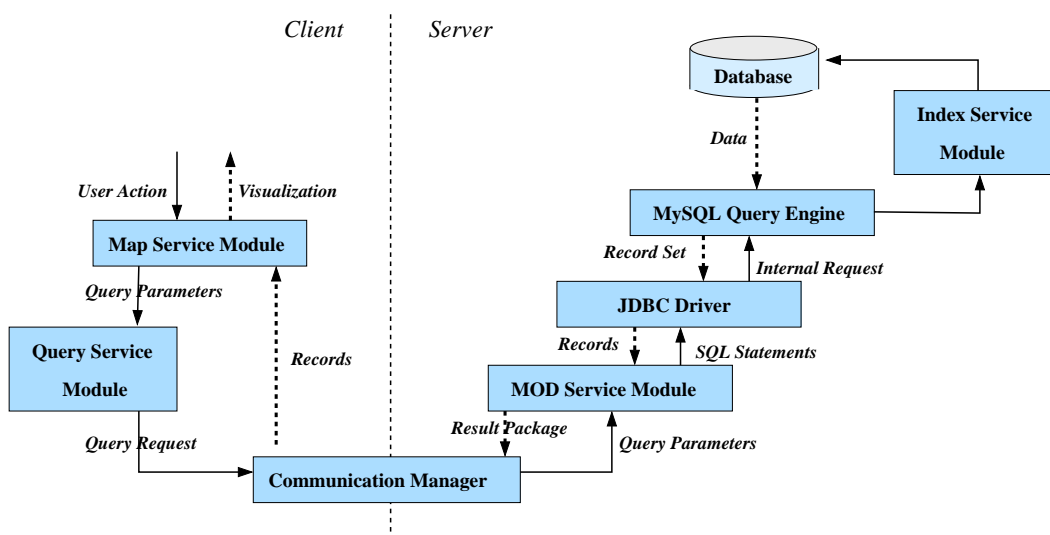 Client
Server
Database
Index Service
Module
Data
User Action
Visualization
MySQL Query Engine
Map Service Module
Record Set
Internal Request
Query Parameters
JDBC Driver
Query Service
Module
Records
Records
SQL Statements
MOD Service Module
Query Request
Result Package
Query Parameters
Communication Manager